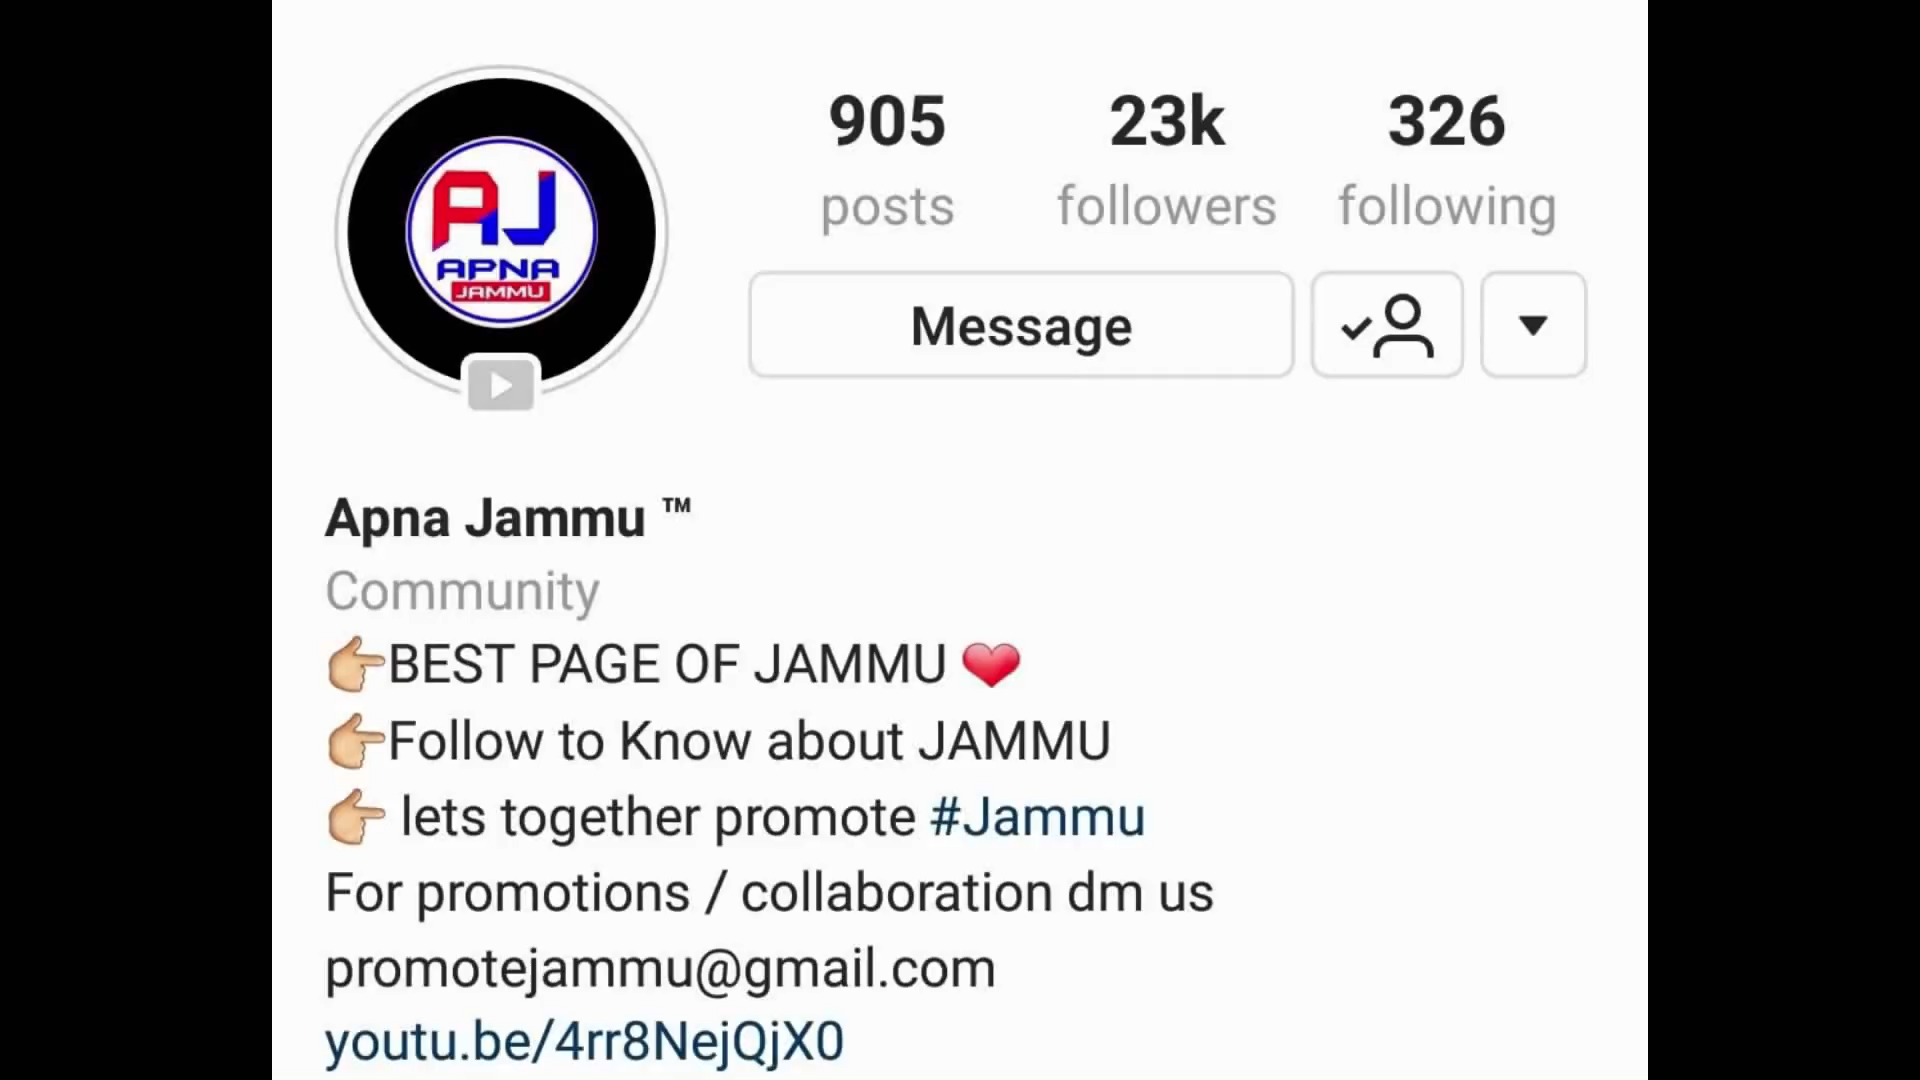 AJ
APNA
JAMMU
905 23k 326
posts followers following
Message
Apna Jammu ™
Community
👉🏼BEST PAGE OF JAMMU ❤
👉🏼Follow to Know about JAMMU
👉🏼 lets together promote #Jammu
For promotions / collaboration dm us
promotejammu@gmail.com
youtu.be/4rr8NejQjX0